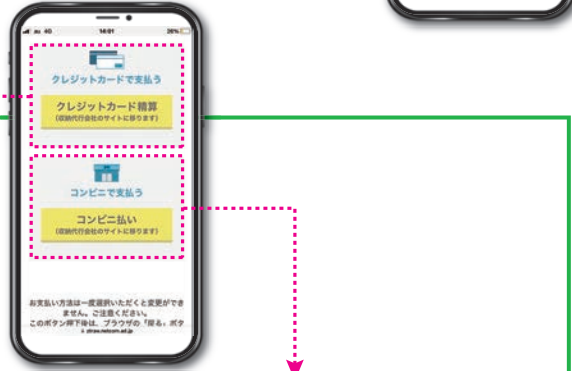 au 4G 14:01 26%
クレジットカードで支払う
クレジットカード精算
(収納代行会社のサイトに移ります)
コンビニで支払う
コンビニ払い
(収納代行会社のサイトに移ります)
お支払い方法は一度選択いただくと変更ができ
ません。ご注意ください。
このボタン押下後は、ブラウザの「戻る」ボタ